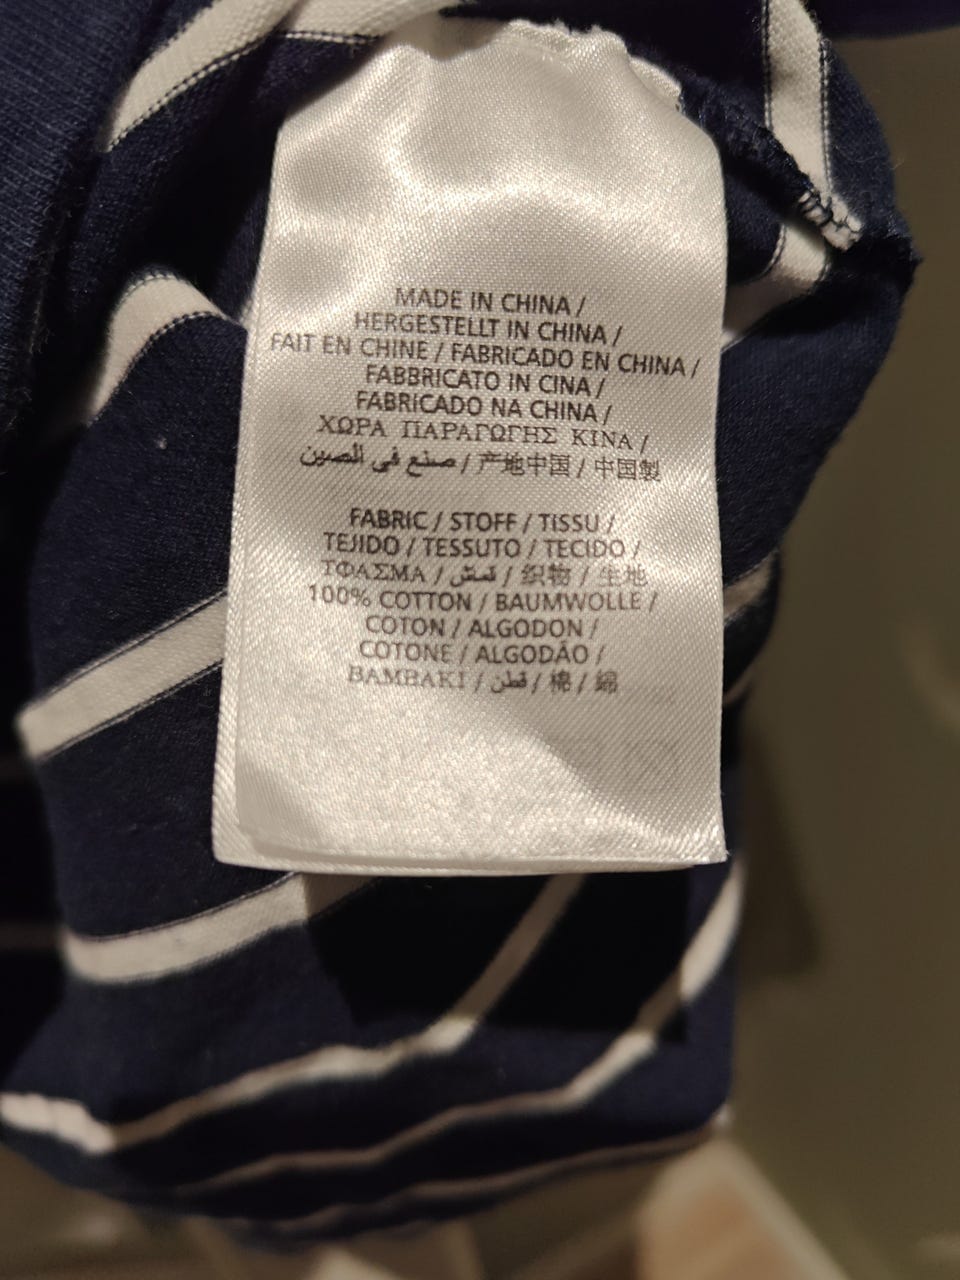 MADE IN CHINA /
HERGESTELLT IN CHINA /
FAIT EN CHINE / FABRICADO EN CHINA /
FABBRICATO IN CINA /
FABRICADO NA CHINA /
ΧΩΡΑ ΠΑΡΑΓΩΓΗΣ ΚΙΝΑ /
صنع في الصين / 产地中国 / 中国製
FABRIC / STOFF / TISSU /
TEJIDO / TESSUTO / TECIDO /
ΤΦΑΣΜΑ / قماش / 织物 / 生地
100% COTTON / BAUMWOLLE /
COTON / ALGODON /
COTONE / ALGODÃO /
BAMBAKI / قطن / 棉 / 綿